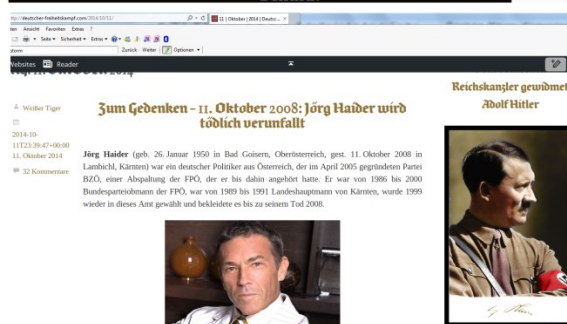 http://deutscher-freiheitskampf.com/2014/10/11/
11 | Oktober | 2014 | Deuts...
Ansicht Favoriten Extras ?
Seite Sicherheit Extras
Zurück Weiter Optionen
Websites Reader
Reichskanzler gewidmet
Adolf Hitler
Weißer Tiger
2014-10-
11T23:39:47+00:00
11. Oktober 2014
32 Kommentare
Zum Gedenken – 11. Oktober 2008: Jörg Haider wird
tödlich verunfallt
Jörg Haider (geb. 26. Januar 1950 in Bad Goisern, Oberösterreich, gest. 11. Oktober 2008 in
Lambichl, Kärnten) war ein deutscher Politiker aus Österreich, der im April 2005 gegründeten Partei
BZÖ, einer Abspaltung der FPÖ, der er bis dahin angehört hatte. Er war von 1986 bis 2000
Bundesparteiobmann der FPÖ, war von 1989 bis 1991 Landeshauptmann von Kärnten, wurde 1999
wieder in dieses Amt gewählt und bekleidete es bis zu seinem Tod 2008.